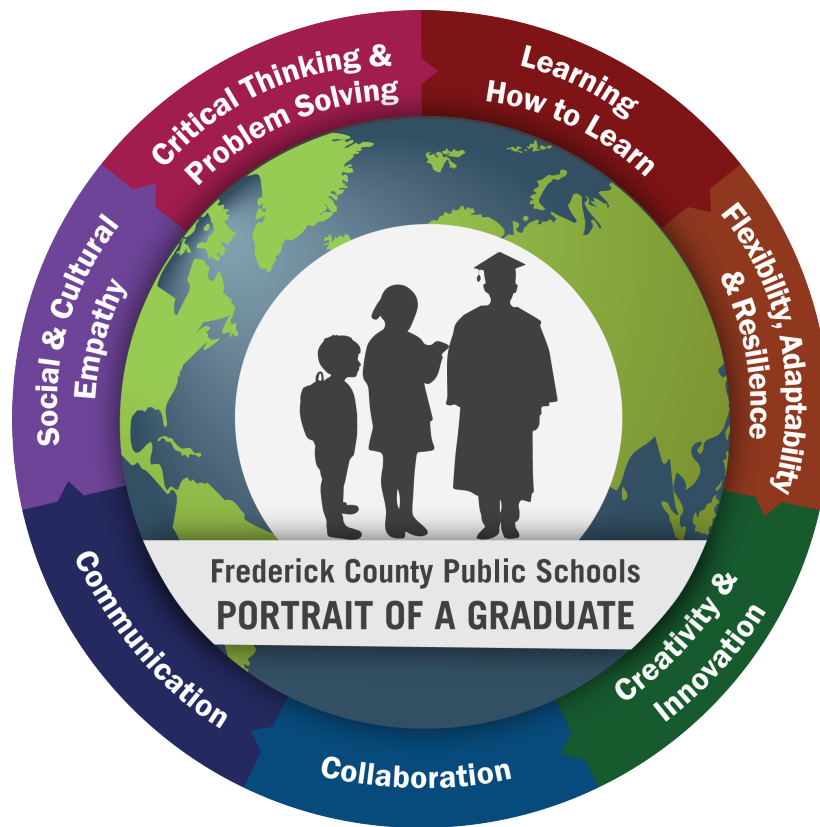 Critical Thinking &
Problem Solving
Learning
How to Learn
Flexibility, Adaptability
& Resilience
Creativity &
Innovation
Collaboration
Communication
Social & Cultural
Empathy
Frederick County Public Schools
PORTRAIT OF A GRADUATE